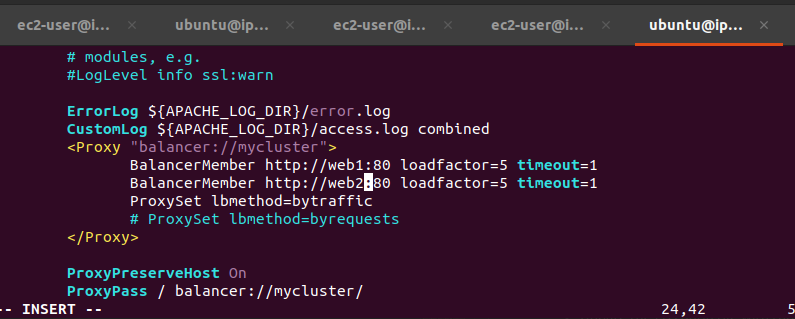 ec2-user@i... × ubuntu@ip... × ec2-user@i... × ec2-user@i... × ubuntu@ip... ×
# modules, e.g.
#LogLevel info ssl:warn
ErrorLog ${APACHE_LOG_DIR}/error.log
CustomLog ${APACHE_LOG_DIR}/access.log combined
<Proxy "balancer://mycluster">
BalancerMember http://web1:80 loadfactor=5 timeout=1
BalancerMember http://web2:80 loadfactor=5 timeout=1
ProxySet lbmethod=bytraffic
# ProxySet lbmethod=byrequests
</Proxy>
ProxyPreserveHost On
ProxyPass / balancer://mycluster/
-- INSERT -- 24,42 5